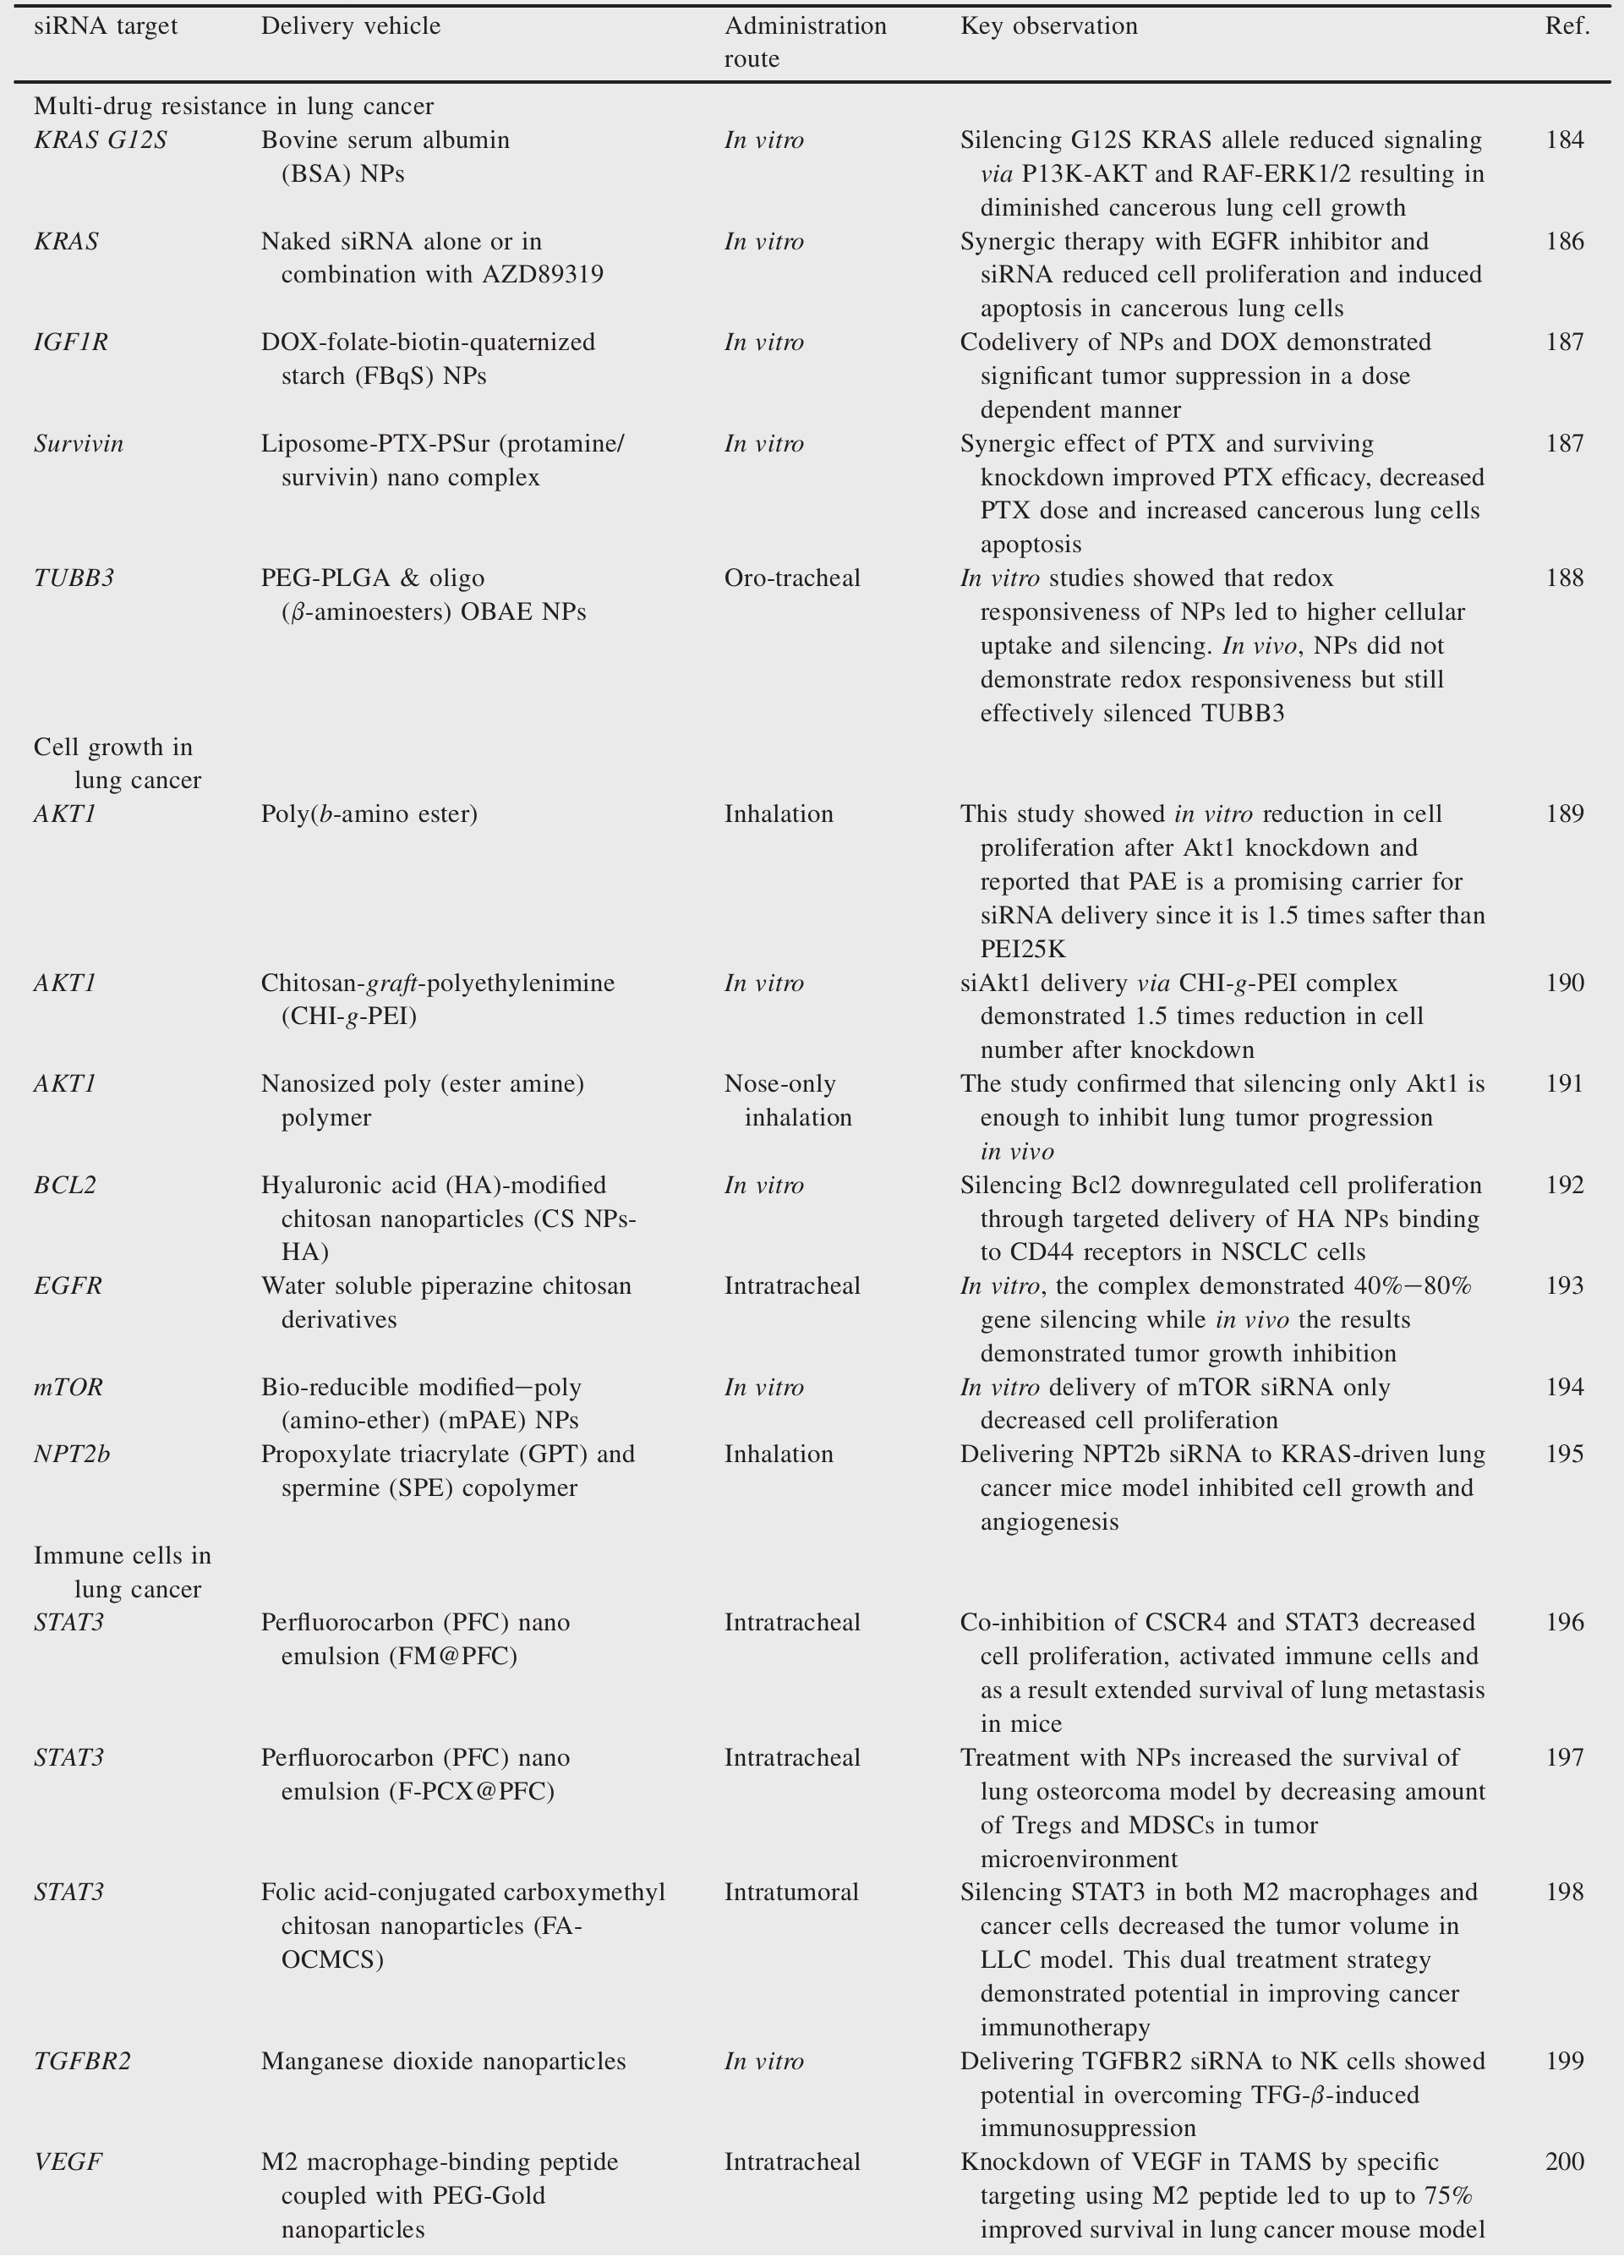 siRNA target Delivery vehicle Administration route Key observation Ref.
Multi-drug resistance in lung cancer
KRAS G12S Bovine serum albumin In vitro Silencing G12S KRAS allele reduced signaling 184
(BSA) NPs via P13K-AKT and RAF-ERK1/2 resulting in
diminished cancerous lung cell growth
KRAS Naked siRNA alone or in In vitro Synergic therapy with EGFR inhibitor and 186
combination with AZD89319 siRNA reduced cell proliferation and induced
apoptosis in cancerous lung cells
IGF1R DOX-folate-biotin-quaternized In vitro Codelivery of NPs and DOX demonstrated 187
starch (FBqS) NPs significant tumor suppression in a dose
dependent manner
Survivin Liposome-PTX-PSur (protamine/ In vitro Synergic effect of PTX and surviving 187
survivin) nano complex knockdown improved PTX efficacy, decreased
PTX dose and increased cancerous lung cells
apoptosis
TUBB3 PEG-PLGA & oligo Oro-tracheal In vitro studies showed that redox 188
(β-aminoesters) OBAE NPs responsiveness of NPs led to higher cellular
uptake and silencing. In vivo, NPs did not
demonstrate redox responsiveness but still
effectively silenced TUBB3
Cell growth in
lung cancer
AKT1 Poly(b-amino ester) Inhalation This study showed in vitro reduction in cell 189
proliferation after Akt1 knockdown and
reported that PAE is a promising carrier for
siRNA delivery since it is 1.5 times safter than
PEI25K
AKT1 Chitosan-graft-polyethylenimine In vitro siAkt1 delivery via CHI-g-PEI complex 190
(CHI-g-PEI) demonstrated 1.5 times reduction in cell
number after knockdown
AKT1 Nanosized poly (ester amine) Nose-only The study confirmed that silencing only Akt1 is 191
polymer inhalation enough to inhibit lung tumor progression
in vivo
BCL2 Hyaluronic acid (HA)-modified In vitro Silencing Bcl2 downregulated cell proliferation 192
chitosan nanoparticles (CS NPs- through targeted delivery of HA NPs binding
HA) to CD44 receptors in NSCLC cells
EGFR Water soluble piperazine chitosan Intratracheal In vitro, the complex demonstrated 40%–80% 193
derivatives gene silencing while in vivo the results
demonstrated tumor growth inhibition
mTOR Bio-reducible modified–poly In vitro In vitro delivery of mTOR siRNA only 194
(amino-ether) (mPAE) NPs decreased cell proliferation
NPT2b Propoxylate triacrylate (GPT) and Inhalation Delivering NPT2b siRNA to KRAS-driven lung 195
spermine (SPE) copolymer cancer mice model inhibited cell growth and
angiogenesis
Immune cells in
lung cancer
STAT3 Perfluorocarbon (PFC) nano Intratracheal Co-inhibition of CSCR4 and STAT3 decreased 196
emulsion (FM@PFC) cell proliferation, activated immune cells and
as a result extended survival of lung metastasis
in mice
STAT3 Perfluorocarbon (PFC) nano Intratracheal Treatment with NPs increased the survival of 197
emulsion (F-PCX@PFC) lung osteorcoma model by decreasing amount
of Tregs and MDSCs in tumor
microenvironment
STAT3 Folic acid-conjugated carboxymethyl Intratumoral Silencing STAT3 in both M2 macrophages and 198
chitosan nanoparticles (FA- cancer cells decreased the tumor volume in
OCMCS) LLC model. This dual treatment strategy
demonstrated potential in improving cancer
immunotherapy
TGFBR2 Manganese dioxide nanoparticles In vitro Delivering TGFBR2 siRNA to NK cells showed 199
potential in overcoming TFG-β-induced
immunosuppression
VEGF M2 macrophage-binding peptide Intratracheal Knockdown of VEGF in TAMS by specific 200
coupled with PEG-Gold targeting using M2 peptide led to up to 75%
nanoparticles improved survival in lung cancer mouse model